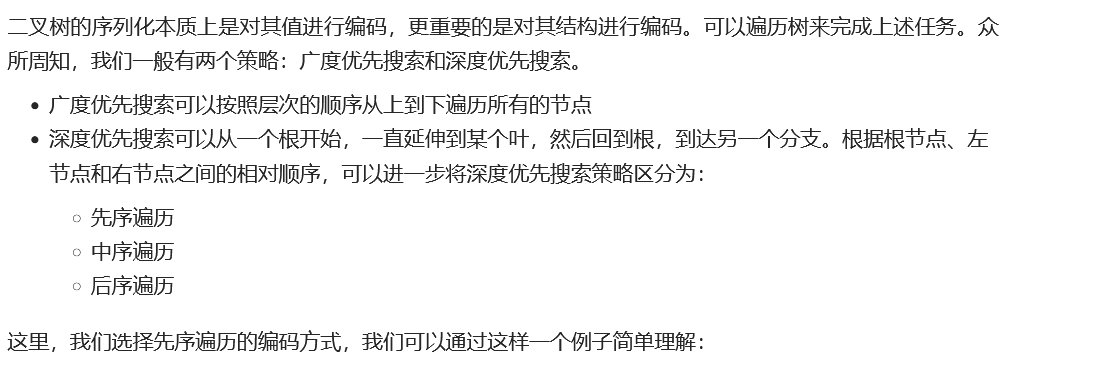 二叉树的序列化本质上是对其值进行编码，更重要的是对其结构进行编码。可以遍历树来完成上述任务。众
所周知，我们一般有两个策略：广度优先搜索和深度优先搜索。
• 广度优先搜索可以按照层次的顺序从上到下遍历所有的节点
• 深度优先搜索可以从一个根开始，一直延伸到某个叶，然后回到根，到达另一个分支。根据根节点、左
节点和右节点之间的相对顺序，可以进一步将深度优先搜索策略区分为：
◦ 先序遍历
◦ 中序遍历
◦ 后序遍历
这里，我们选择先序遍历的编码方式，我们可以通过这样一个例子简单理解：